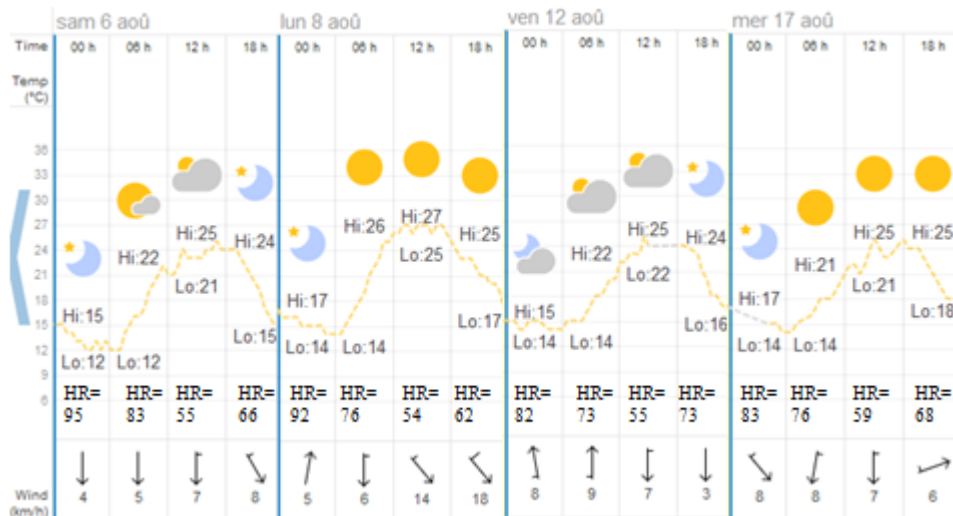 sam 6 aoû lun 8 aoû ven 12 aoû mer 17 aoû
Time 00 h 06 h 12 h 18 h 00 h 06 h 12 h 18 h 00 h 06 h 12 h 18 h 00 h 06 h 12 h 18 h
Temp
(°C)
36
33
30
27 Hi:27
Hi:22 Hi:25 Hi:24 Hi:26 Hi:25 Hi:22 Hi:25 Hi:24 Hi:21 Hi:25 Hi:25
24 Lo:25
21 Lo:21 Lo:22 Lo:21
18 Hi:15 Hi:17 Hi:15 Hi:17 Lo:18
15 Lo:15 Lo:17 Lo:16
12 Lo:12 Lo:12 Lo:14 Lo:14 Lo:14 Lo:14 Lo:14 Lo:14
9
6 HR= HR= HR= HR= HR= HR= HR= HR= HR= HR= HR= HR= HR= HR= HR= HR=
95 83 55 66 92 76 54 62 82 73 55 73 83 76 59 68
Wind 4 5 7 8 5 6 14 18 8 9 7 3 8 8 7 6
(km/h)